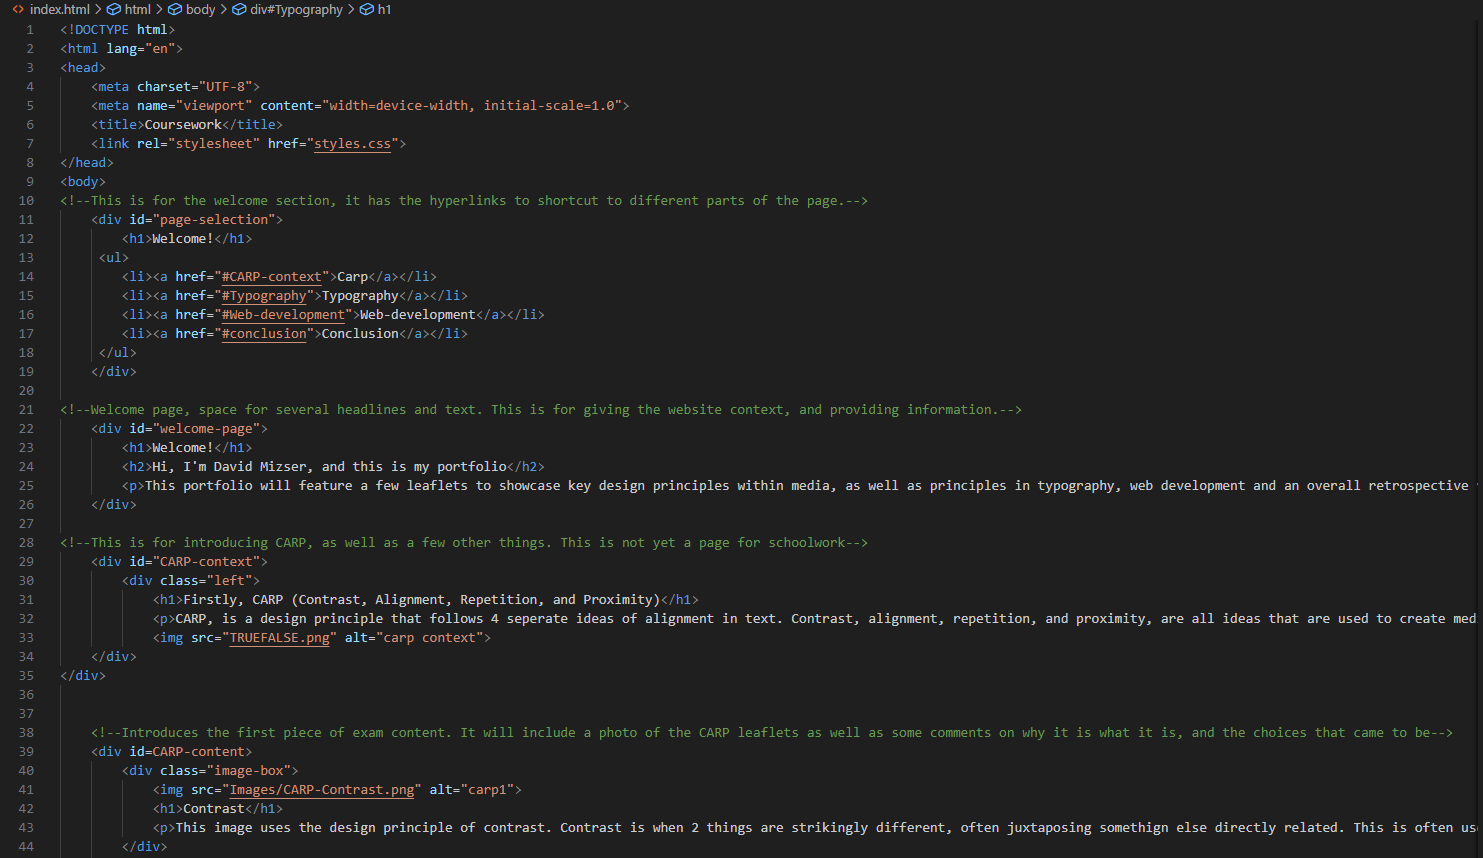 index.html > html > body > div#Typography > h1
1 <!DOCTYPE html>
2 <html lang="en">
3 <head>
4 <meta charset="UTF-8">
5 <meta name="viewport" content="width=device-width, initial-scale=1.0">
6 <title>Coursework</title>
7 <link rel="stylesheet" href="styles.css">
8 </head>
9 <body>
10 <!--This is for the welcome section, it has the hyperlinks to shortcut to different parts of the page.-->
11 <div id="page-selection">
12 <h1>Welcome!</h1>
13 <ul>
14 <li><a href="#CARP-context">Carp</a></li>
15 <li><a href="#Typography">Typography</a></li>
16 <li><a href="#Web-development">Web-development</a></li>
17 <li><a href="#conclusion">Conclusion</a></li>
18 </ul>
19 </div>
20
21 <!--Welcome page, space for several headlines and text. This is for giving the website context, and providing information.-->
22 <div id="welcome-page">
23 <h1>Welcome!</h1>
24 <h2>Hi, I'm David Mizser, and this is my portfolio</h2>
25 <p>This portfolio will feature a few leaflets to showcase key design principles within media, as well as principles in typography, web development and an overall retrospective
26 </div>
27
28 <!--This is for introducing CARP, as well as a few other things. This is not yet a page for schoolwork-->
29 <div id="CARP-context">
30 <div class="left">
31 <h1>Firstly, CARP (Contrast, Alignment, Repetition, and Proximity)</h1>
32 <p>CARP, is a design principle that follows 4 seperate ideas of alignment in text. Contrast, alignment, repetition, and proximity, are all ideas that are used to create med
33 <img src="TRUEFALSE.png" alt="carp context">
34 </div>
35 </div>
36
37
38 <!--Introduces the first piece of exam content. It will include a photo of the CARP leaflets as well as some comments on why it is what it is, and the choices that came to be-->
39 <div id=CARP-content>
40 <div class="image-box">
41 <img src="Images/CARP-Contrast.png" alt="carp1">
42 <h1>Contrast</h1>
43 <p>This image uses the design principle of contrast. Contrast is when 2 things are strikingly different, often juxtaposing somethign else directly related. This is often us
44 </div>